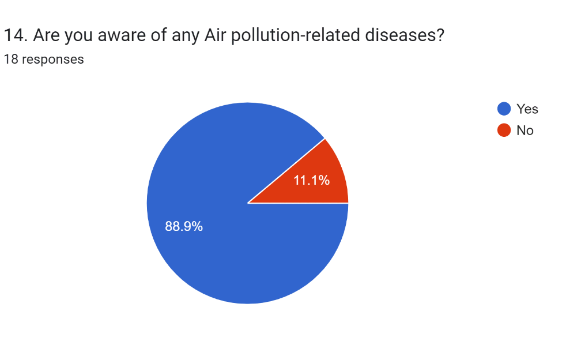 14. Are you aware of any Air pollution-related diseases?
18 responses
Yes
No
11.1%
88.9%